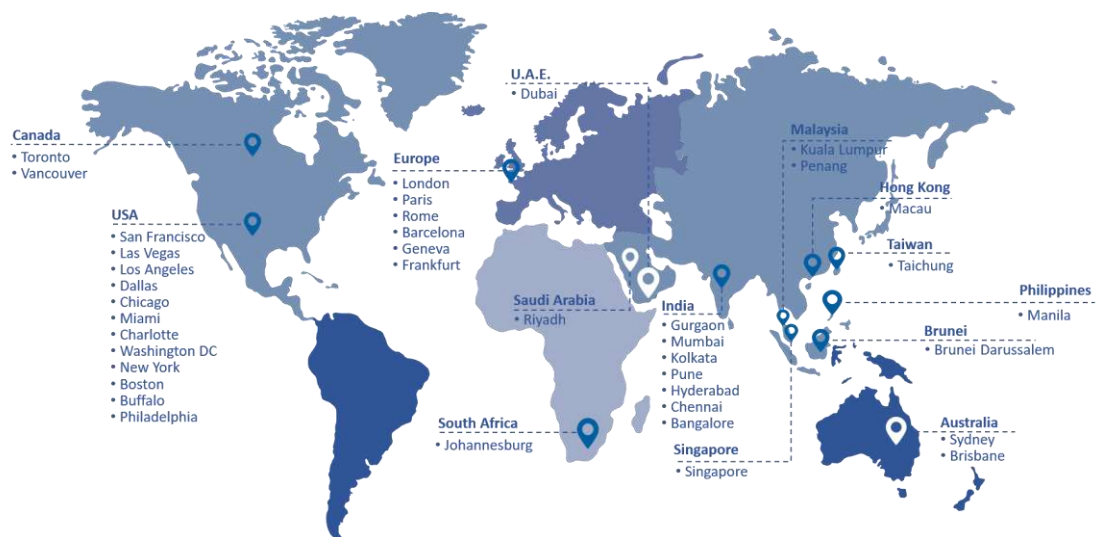 Canada
• Toronto
• Vancouver
USA
• San Francisco
• Las Vegas
• Los Angeles
• Dallas
• Chicago
• Miami
• Charlotte
• Washington DC
• New York
• Boston
• Buffalo
• Philadelphia
Europe
• London
• Paris
• Rome
• Barcelona
• Geneva
• Frankfurt
U.A.E.
• Dubai
Saudi Arabia
• Riyadh
South Africa
• Johannesburg
India
• Gurgaon
• Mumbai
• Kolkata
• Pune
• Hyderabad
• Chennai
• Bangalore
Singapore
• Singapore
Malaysia
• Kuala Lumpur
• Penang
Hong Kong
• Macau
Taiwan
• Taichung
Philippines
• Manila
Brunei
• Brunei Darussalem
Australia
• Sydney
• Brisbane